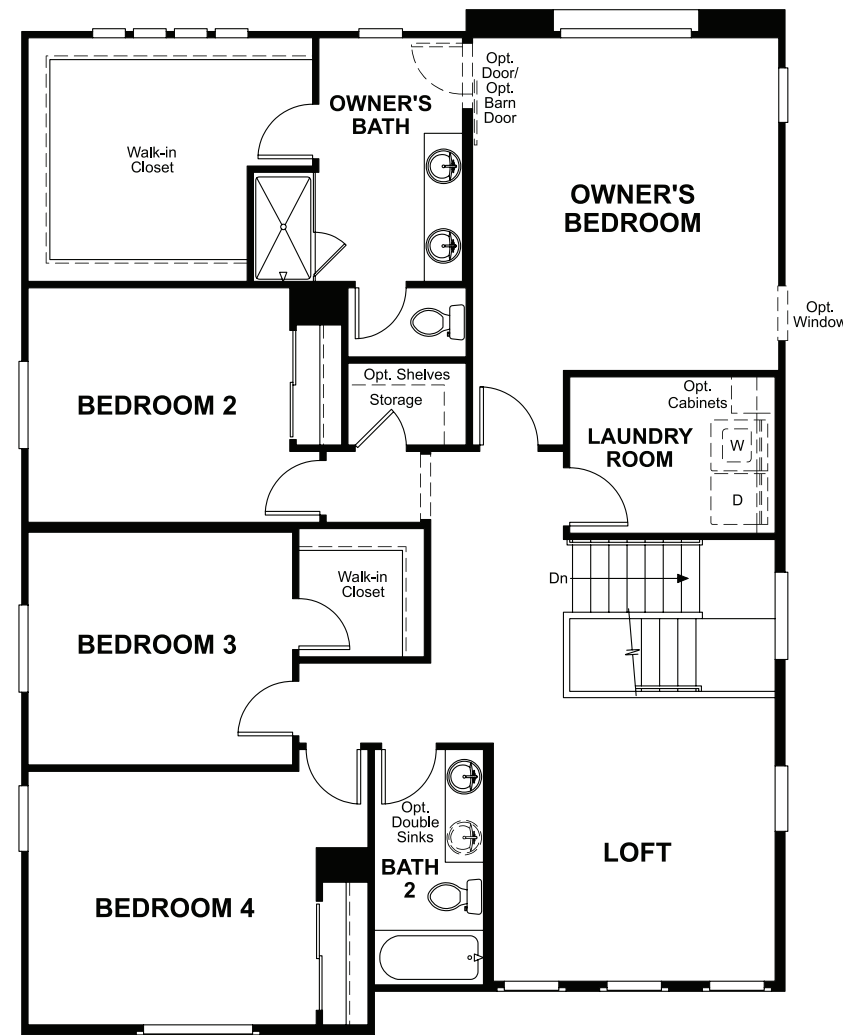 Opt.
Door/
Opt.
Barn
Door
OWNER'S
BATH
Walk-in
Closet
OWNER'S
BEDROOM
Opt.
Window
BEDROOM 2
Opt. Shelves
Storage
Opt.
Cabinets
LAUNDRY
ROOM
W
D
Walk-in
Closet
Dn
BEDROOM 3
Opt.
Double
Sinks
BATH
2
LOFT
BEDROOM 4